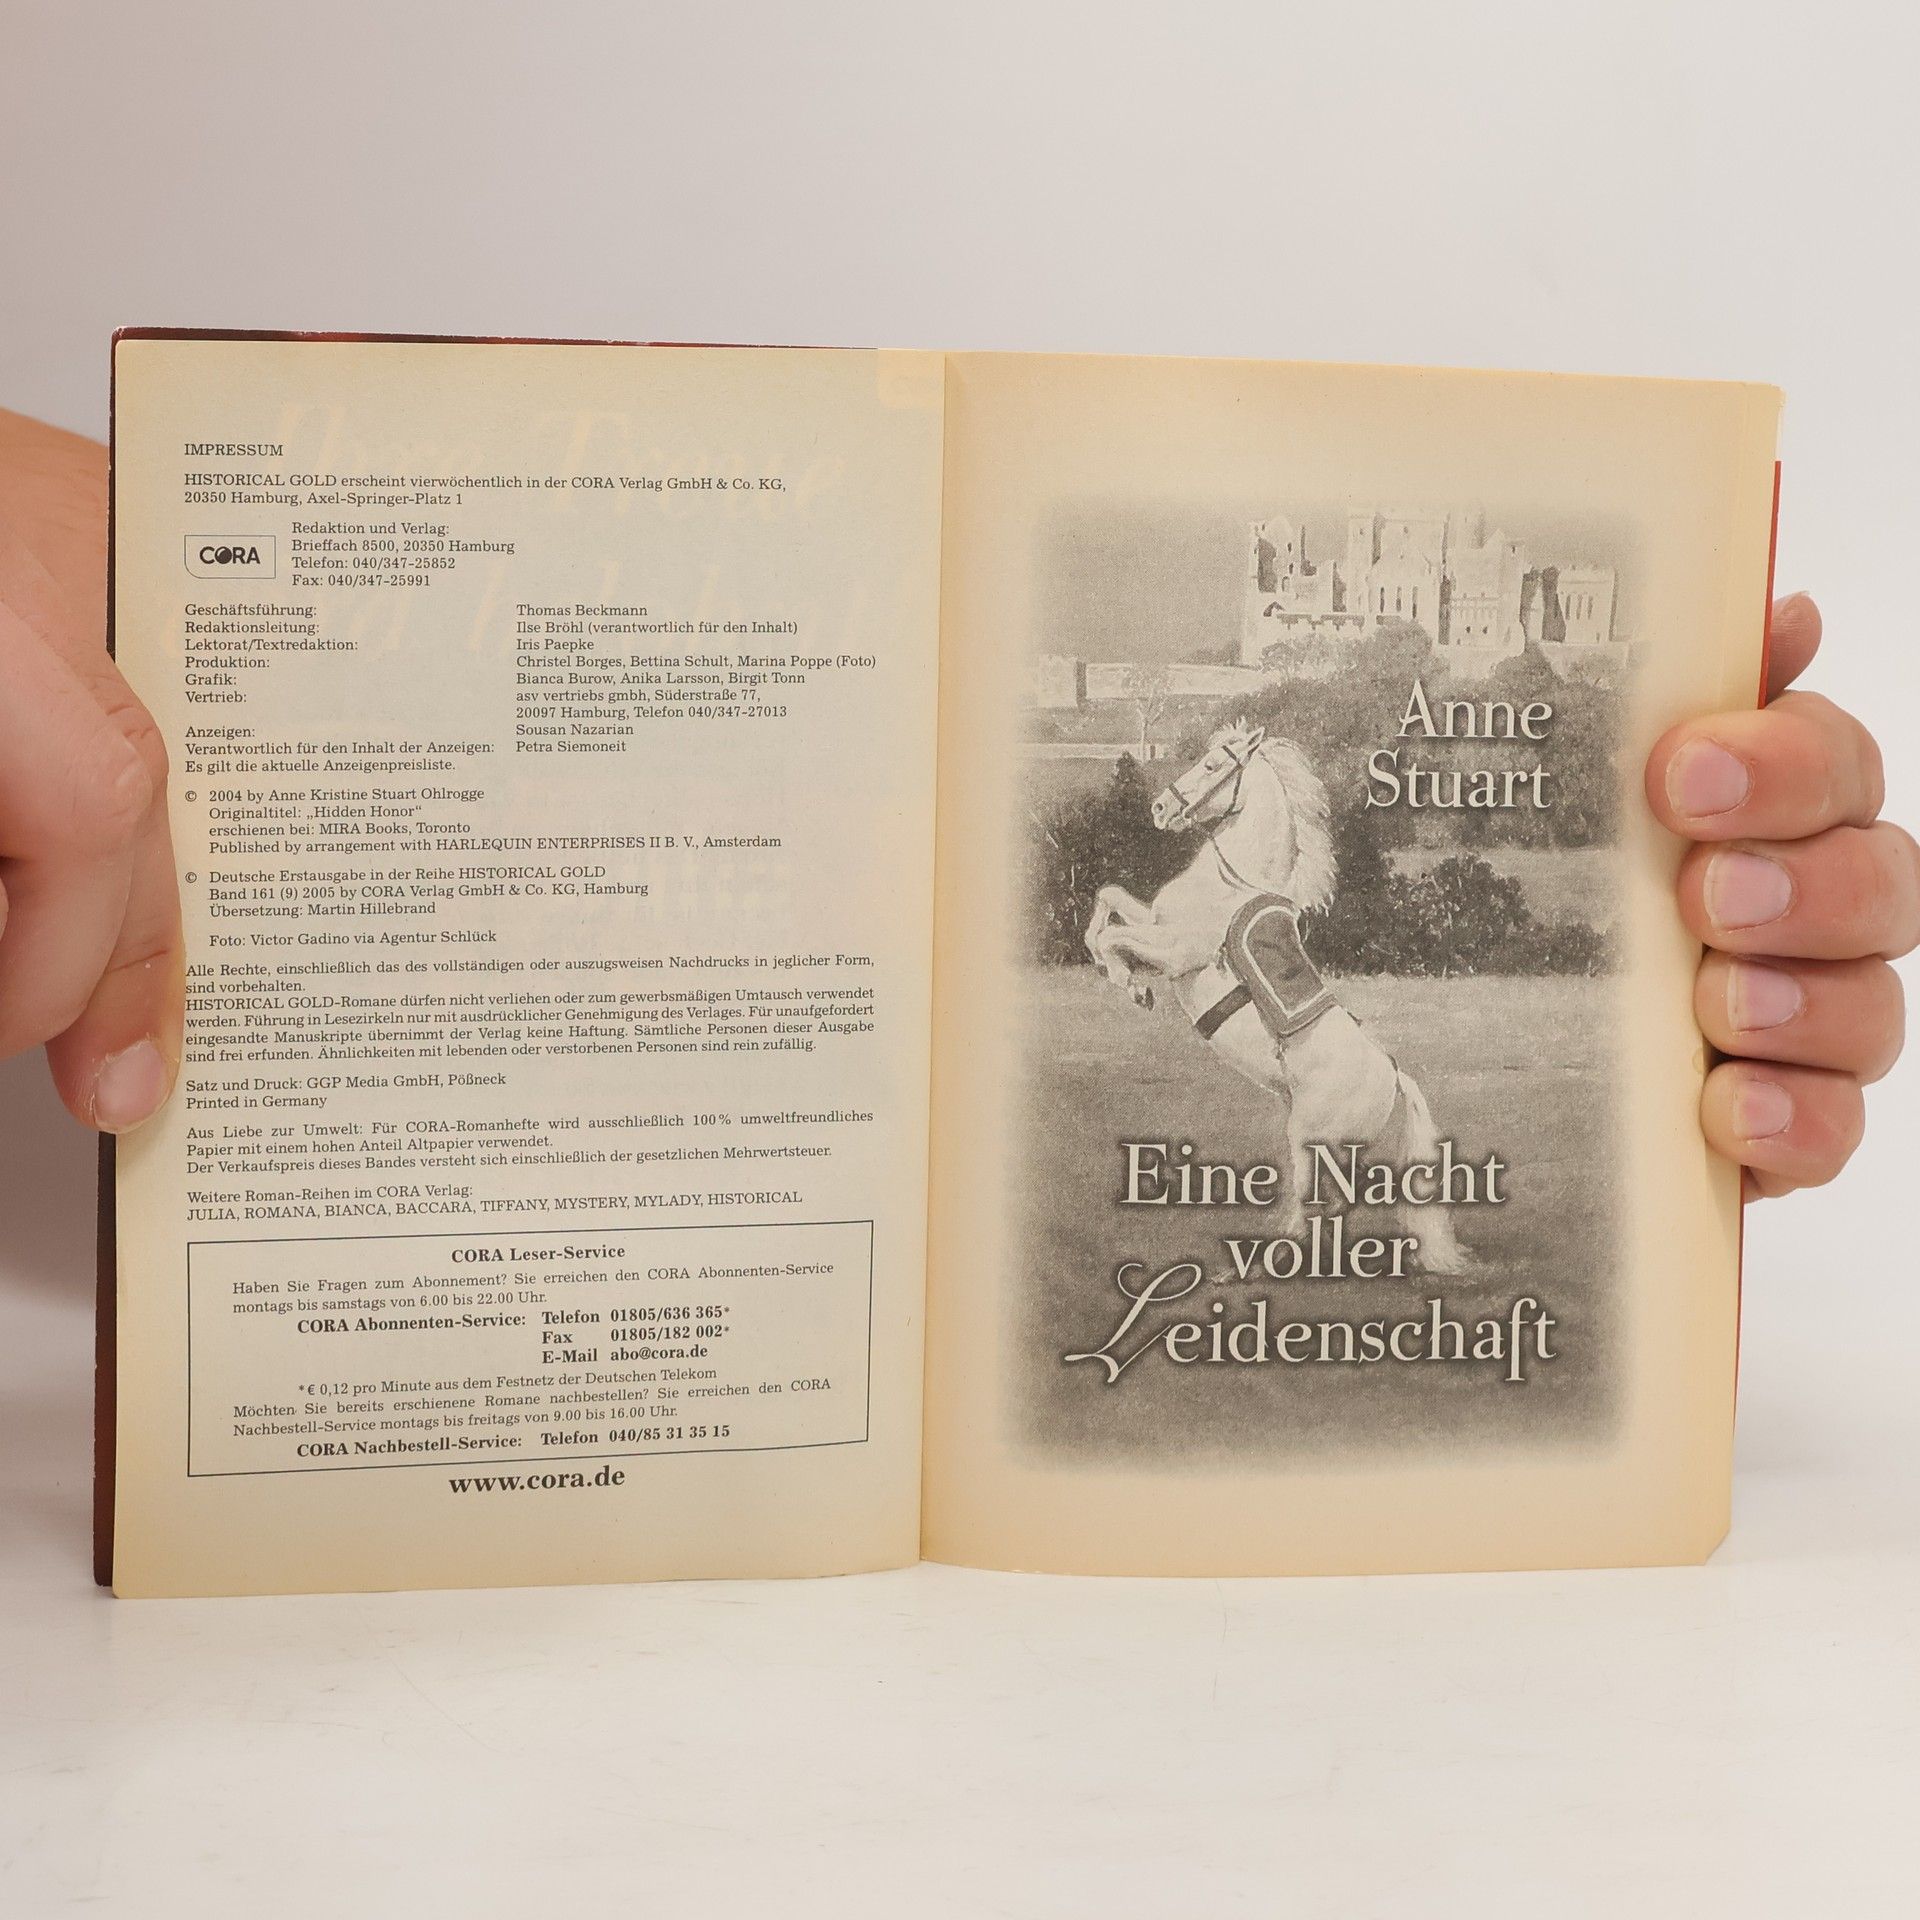 IMPRESSUM
HISTORICAL GOLD erscheint vierwöchentlich in der CORA Verlag GmbH & Co. KG,
20350 Hamburg, Axel-Springer-Platz 1
CORA
Redaktion und Verlag:
Brieffach 8500, 20350 Hamburg
Telefon: 040/347-25852
Fax: 040/347-25991
Geschäftsführung: Thomas Beckmann
Redaktionsleitung: Ilse Bröhl (verantwortlich für den Inhalt)
Lektorat/Textredaktion: Iris Paepke
Produktion: Christel Borges, Bettina Schult, Marina Poppe (Foto)
Grafik: Bianca Burow, Anika Larsson, Birgit Tonn
Vertrieb: asv vertriebs gmbh, Süderstraße 77,
20097 Hamburg, Telefon 040/347-27013
Anzeigen: Sousan Nazarian
Verantwortlich für den Inhalt der Anzeigen: Petra Siemoneit
Es gilt die aktuelle Anzeigenpreisliste.
© 2004 by Anne Kristine Stuart Ohlrogge
Originaltitel: „Hidden Honor“
erschienen bei: MIRA Books, Toronto
Published by arrangement with HARLEQUIN ENTERPRISES II B. V., Amsterdam
© Deutsche Erstausgabe in der Reihe HISTORICAL GOLD
Band 161 (9) 2005 by CORA Verlag GmbH & Co. KG, Hamburg
Übersetzung: Martin Hillebrand
Foto: Victor Gadino via Agentur Schlück
Alle Rechte, einschließlich das des vollständigen oder auszugsweisen Nachdrucks in jeglicher Form,
sind vorbehalten.
HISTORICAL GOLD-Romane dürfen nicht verliehen oder zum gewerbsmäßigen Umtausch verwendet
werden. Führung in Lesezirkeln nur mit ausdrücklicher Genehmigung des Verlages. Für unaufgefordert
eingesandte Manuskripte übernimmt der Verlag keine Haftung. Sämtliche Personen dieser Ausgabe
sind frei erfunden. Ähnlichkeiten mit lebenden oder verstorbenen Personen sind rein zufällig.
Satz und Druck: GGP Media GmbH, Pößneck
Printed in Germany
Aus Liebe zur Umwelt: Für CORA-Romanhefte wird ausschließlich 100 % umweltfreundliches
Papier mit einem hohen Anteil Altpapier verwendet.
Der Verkaufspreis dieses Bandes versteht sich einschließlich der gesetzlichen Mehrwertsteuer.
Weitere Roman-Reihen im CORA Verlag:
JULIA, ROMANA, BIANCA, BACCARA, TIFFANY, MYSTERY, MYLADY, HISTORICAL
CORA Leser-Service
Haben Sie Fragen zum Abonnement? Sie erreichen den CORA Abonnenten-Service
montags bis samstags von 6.00 bis 22.00 Uhr.
CORA Abonnenten-Service: Telefon 01805/636 365*
Fax 01805/182 002*
E-Mail abo@cora.de
*€ 0,12 pro Minute aus dem Festnetz der Deutschen Telekom
Möchten Sie bereits erschienene Romane nachbestellen? Sie erreichen den CORA
Nachbestell-Service montags bis freitags von 9.00 bis 16.00 Uhr.
CORA Nachbestell-Service: Telefon 040/85 31 35 15
www.cora.de
Anne
Stuart
Eine Nacht
voller
Leidenschaft